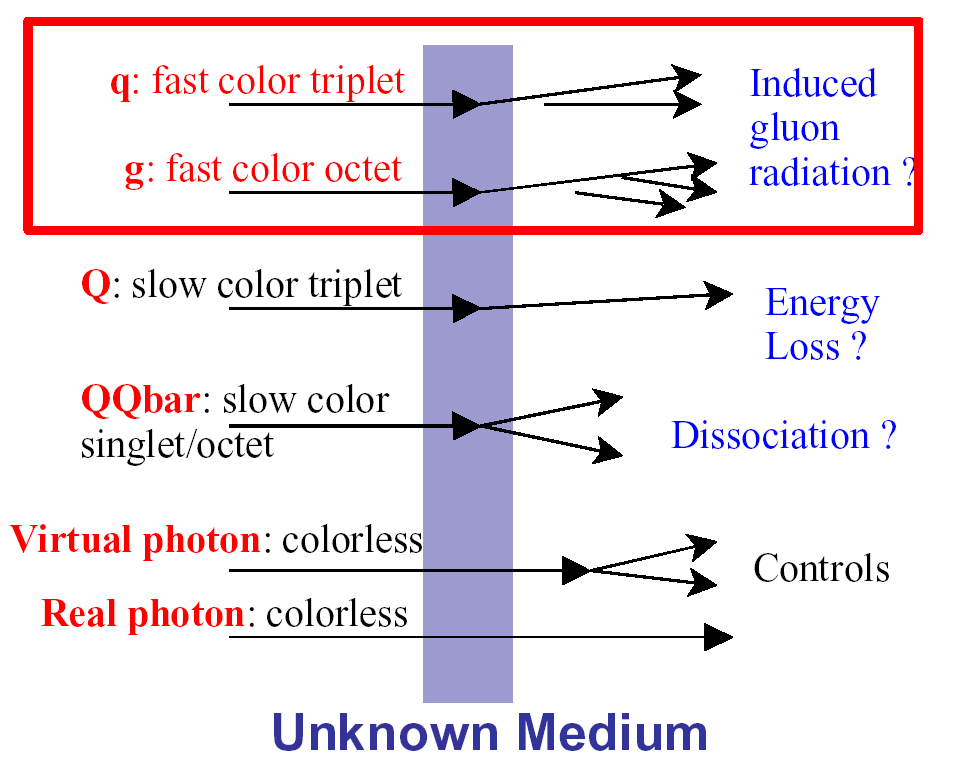 q: fast color triplet
Induced
gluon
radiation ?
g: fast color octet
Q: slow color triplet
Energy
Loss ?
QQbar: slow color
singlet/octet
Dissociation ?
Virtual photon: colorless
Controls
Real photon: colorless
Unknown Medium